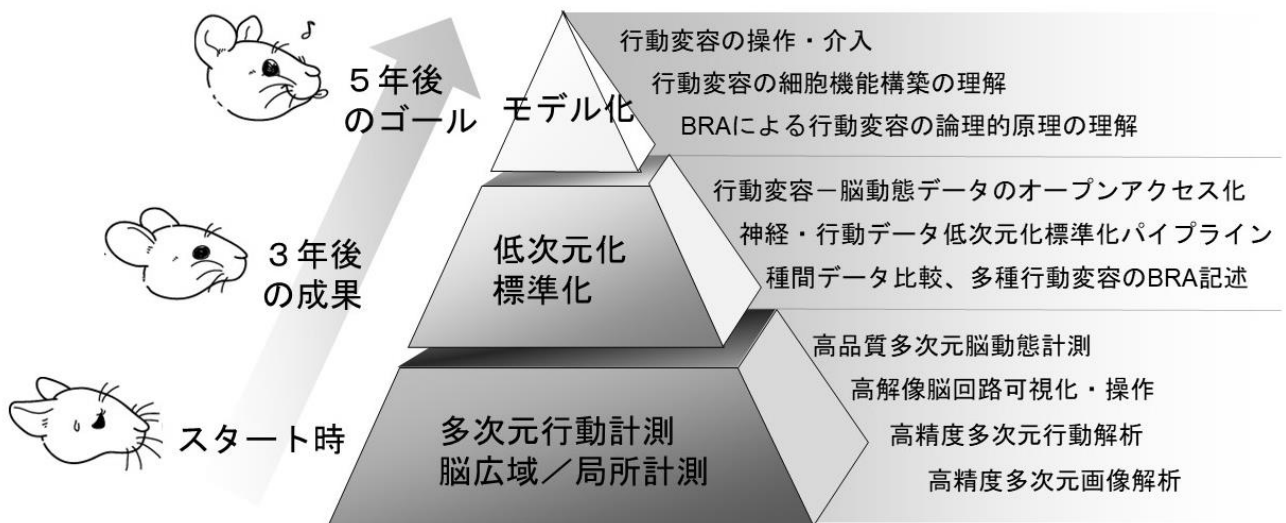 ♪
5年後
のゴール
モデル化
行動変容の操作・介入
行動変容の細胞機能構築の理解
BRAによる行動変容の論理的原理の理解
3年後
の成果
低次元化
標準化
行動変容－脳動態データのオープンアクセス化
神経・行動データ低次元化標準化パイプライン
種間データ比較、多種行動変容のBRA記述
スタート時
多次元行動計測
脳広域／局所計測
高品質多次元脳動態計測
高解像脳回路可視化・操作
高精度多次元行動解析
高精度多次元画像解析